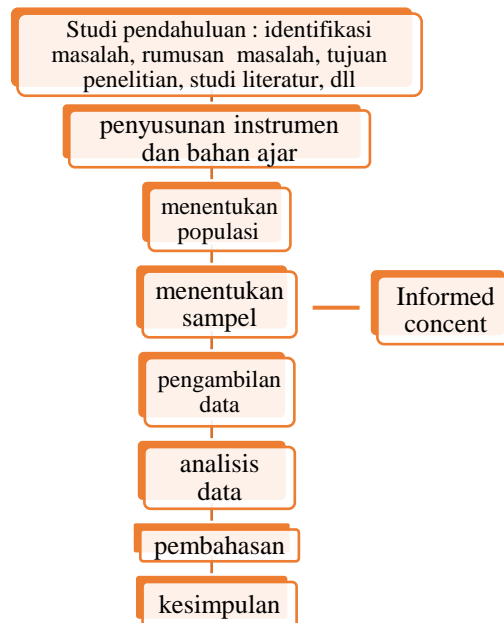 Studi pendahuluan : identifikasi
masalah, rumusan masalah, tujuan
penelitian, studi literatur, dll
penyusunan instrumen
dan bahan ajar
menentukan
populasi
menentukan
sampel
Informed
concent
pengambilan
data
analisis
data
pembahasan
kesimpulan